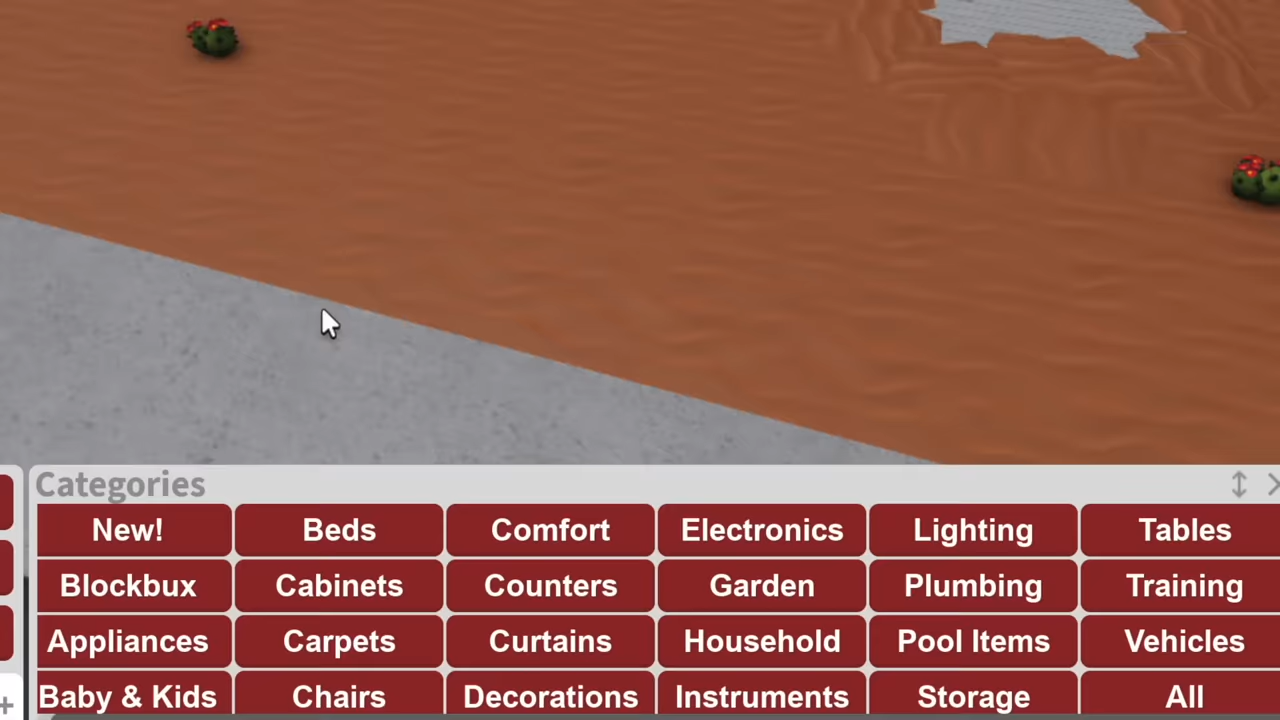 Categories
New! Beds Comfort Electronics Lighting Tables
Blockbux Cabinets Counters Garden Plumbing Training
Appliances Carpets Curtains Household Pool Items Vehicles
Baby & Kids Chairs Decorations Instruments Storage All